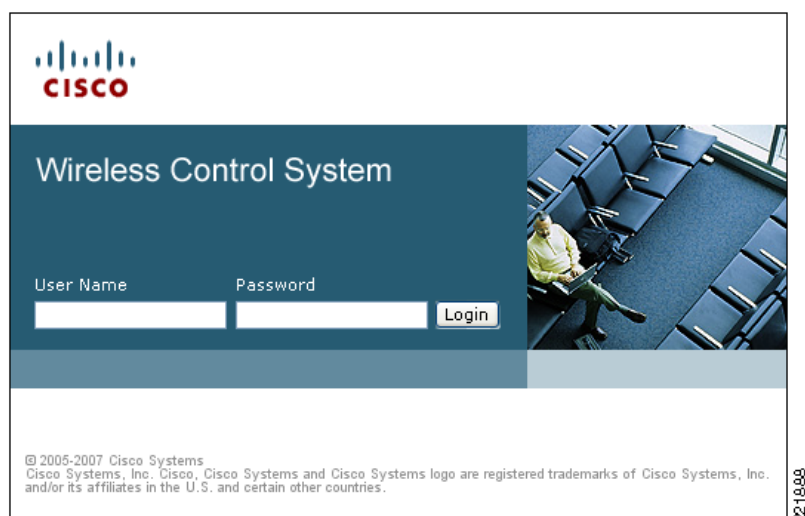 CISCO
Wireless Control System
User Name
Password
Login
© 2005-2007 Cisco Systems
Cisco Systems, Inc. Cisco, Cisco Systems and Cisco Systems logo are registered trademarks of Cisco Systems, Inc.
and/or its affiliates in the U.S. and certain other countries.
221888